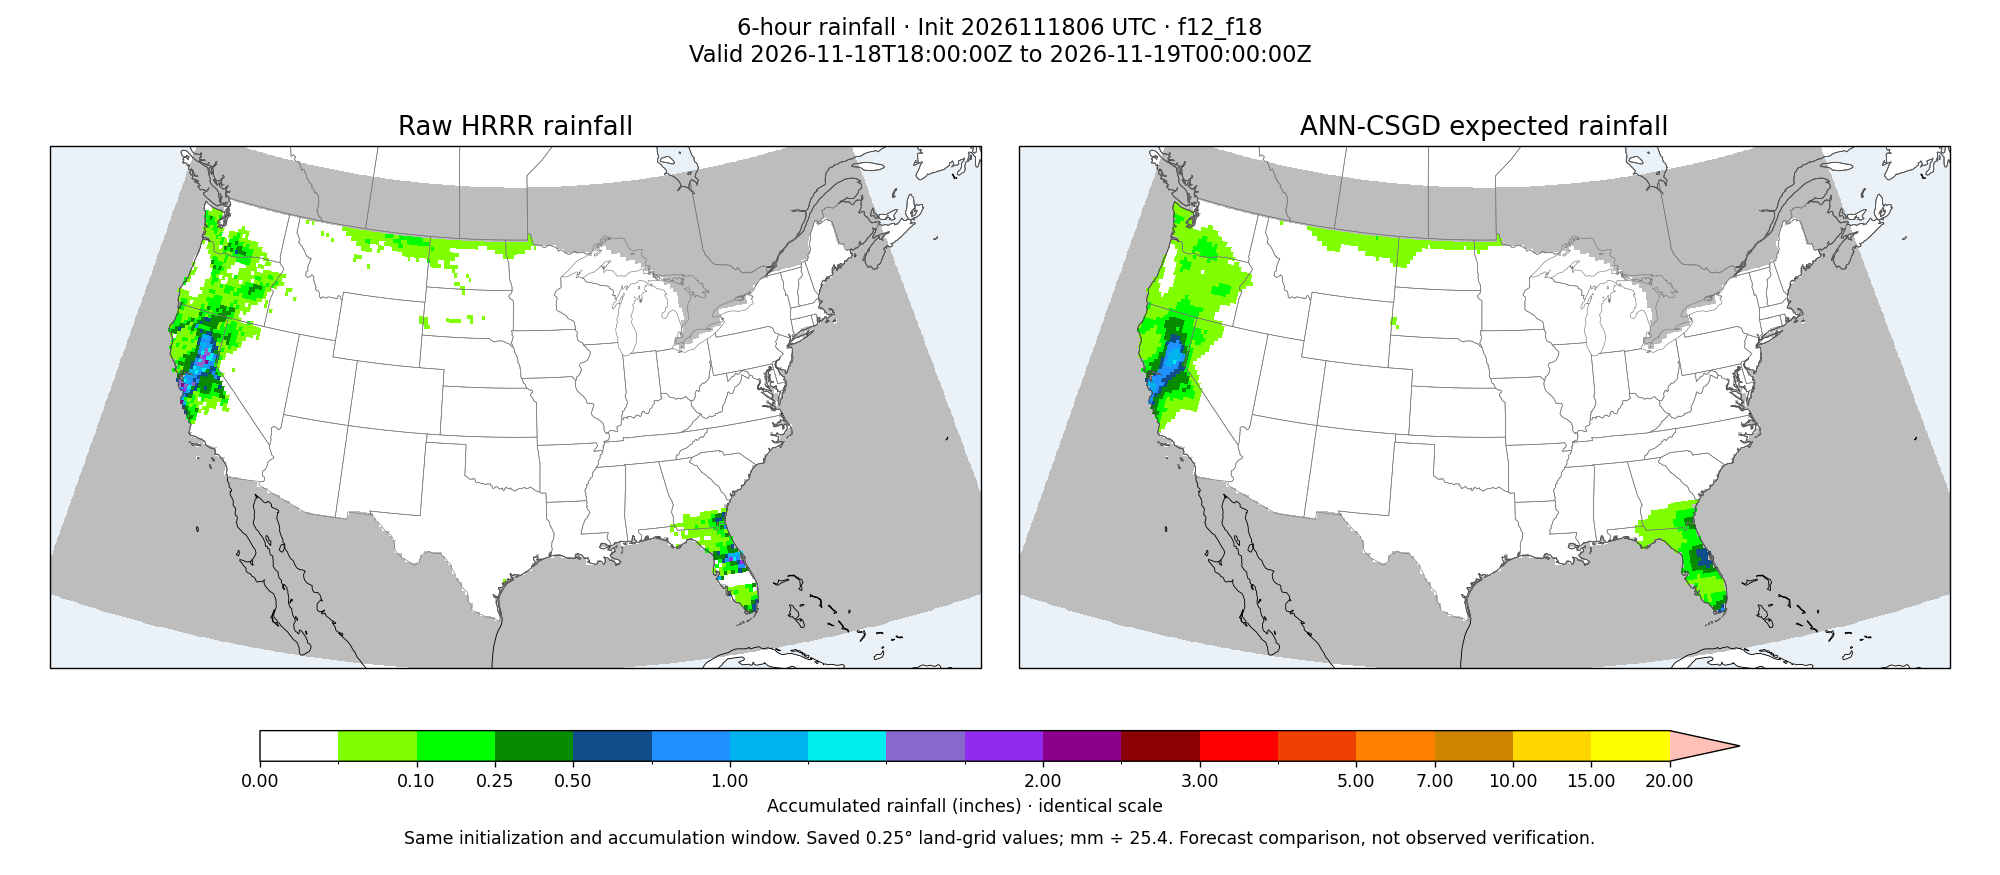 6-hour rainfall · Init 2026111806 UTC · f12_f18
Valid 2026-11-18T18:00:00Z to 2026-11-19T00:00:00Z
Raw HRRR rainfall
ANN-CSGD expected rainfall
0.00 0.10 0.25 0.50 1.00 2.00 3.00 5.00 7.00 10.00 15.00 20.00
Accumulated rainfall (inches) · identical scale
Same initialization and accumulation window. Saved 0.25° land-grid values; mm ÷ 25.4. Forecast comparison, not observed verification.